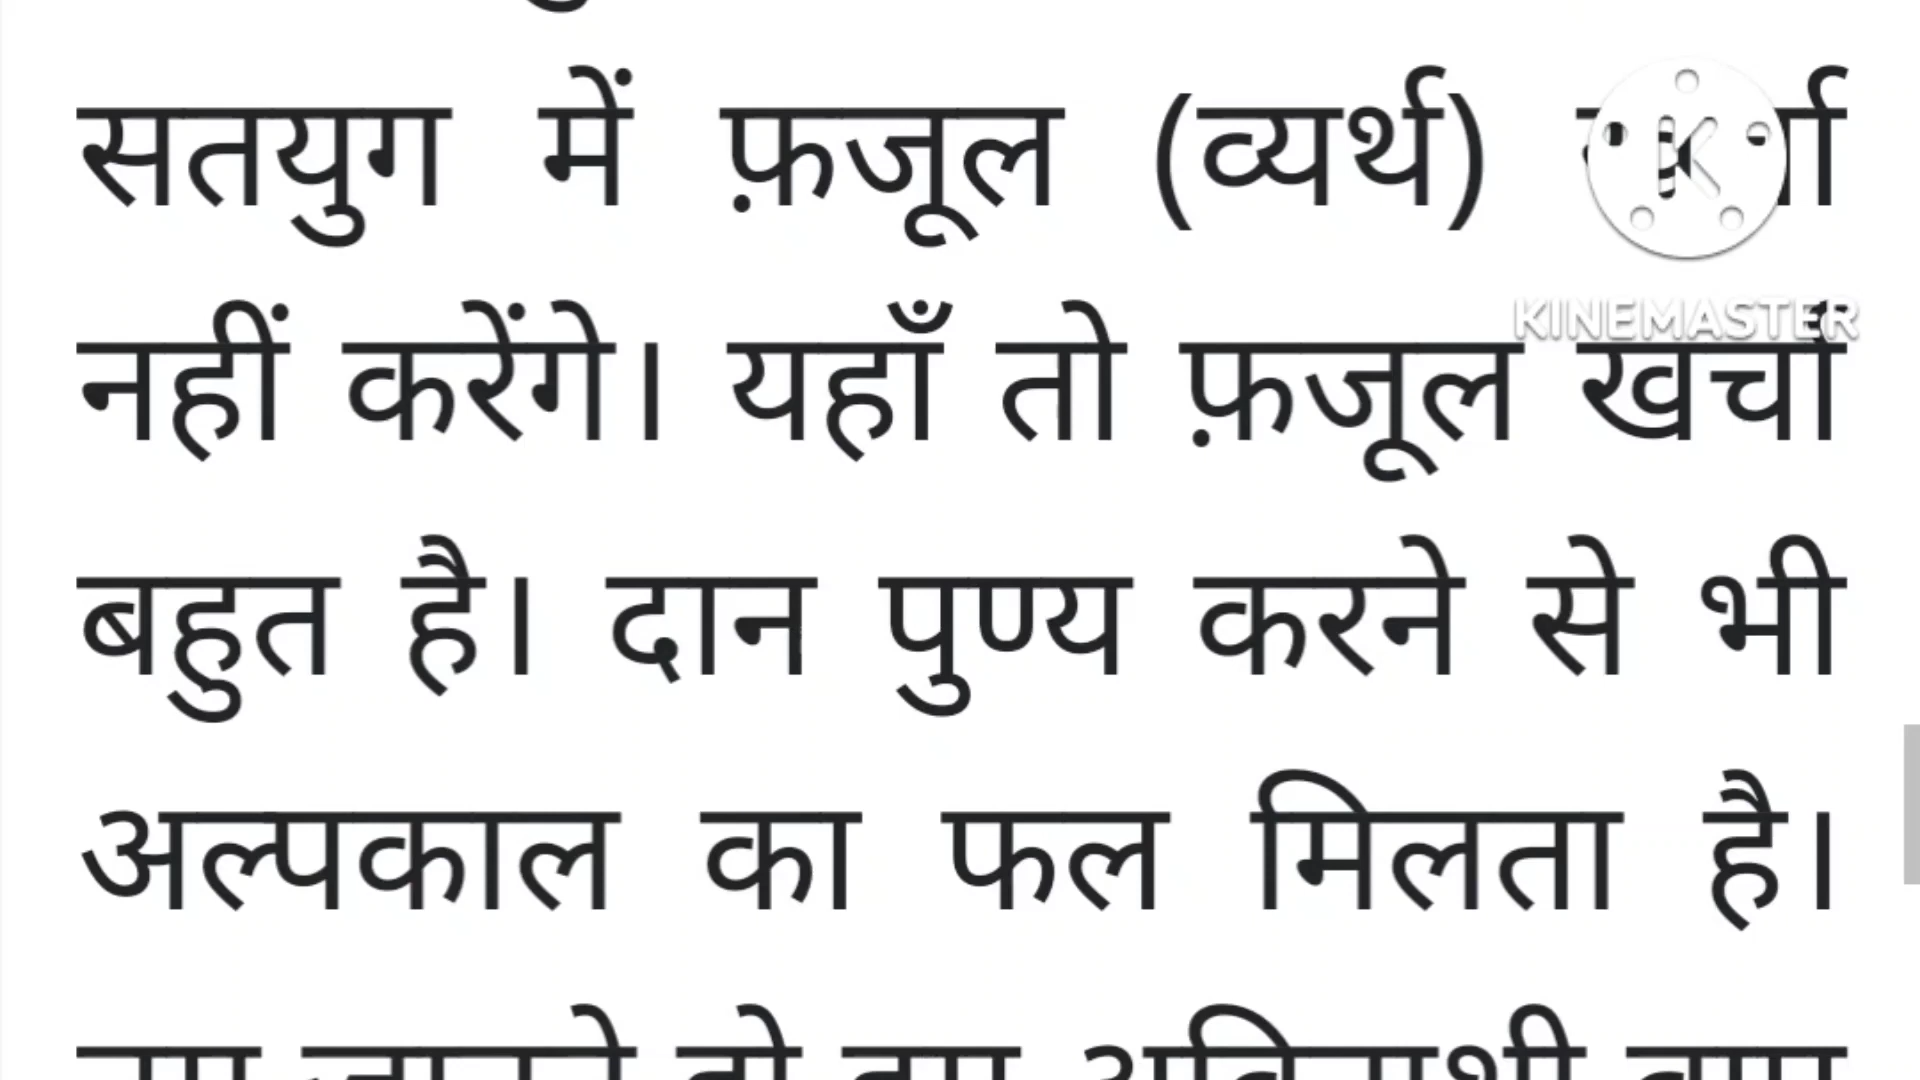 सतयुग में फ़जूल (व्यर्थ)
नहीं करेंगे। यहाँ तो फ़जूल खर्चा
बहुत है। दान पुण्य करने से भी
अल्पकाल का फल मिलता है।
KINEMASTER